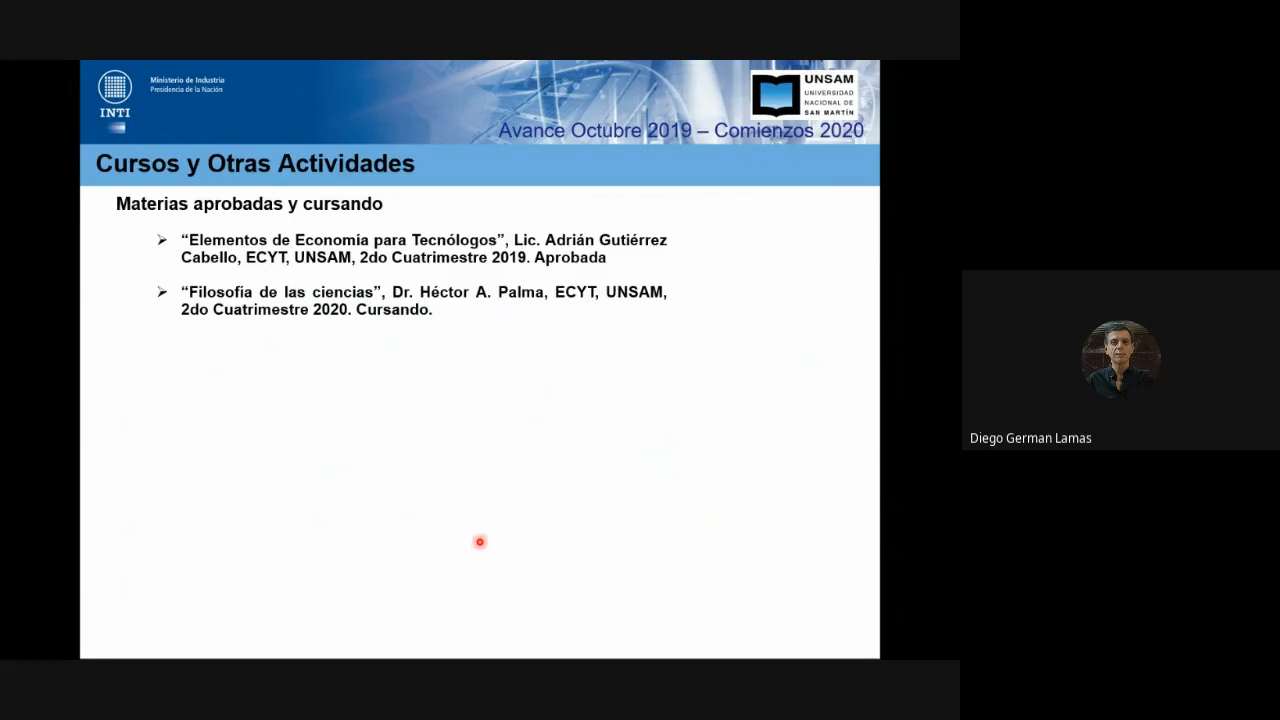 INTI
Ministerio de Industria
Presidencia de la Nación
UNSAM
UNIVERSIDAD
NACIONAL DE
SAN MARTÍN
Avance Octubre 2019 – Comienzos 2020
Cursos y Otras Actividades
Materias aprobadas y cursando
➢ “Elementos de Economía para Tecnólogos”, Lic. Adrián Gutiérrez
Cabello, ECYT, UNSAM, 2do Cuatrimestre 2019. Aprobada
➢ “Filosofía de las ciencias”, Dr. Héctor A. Palma, ECYT, UNSAM,
2do Cuatrimestre 2020. Cursando.
Diego German Lamas